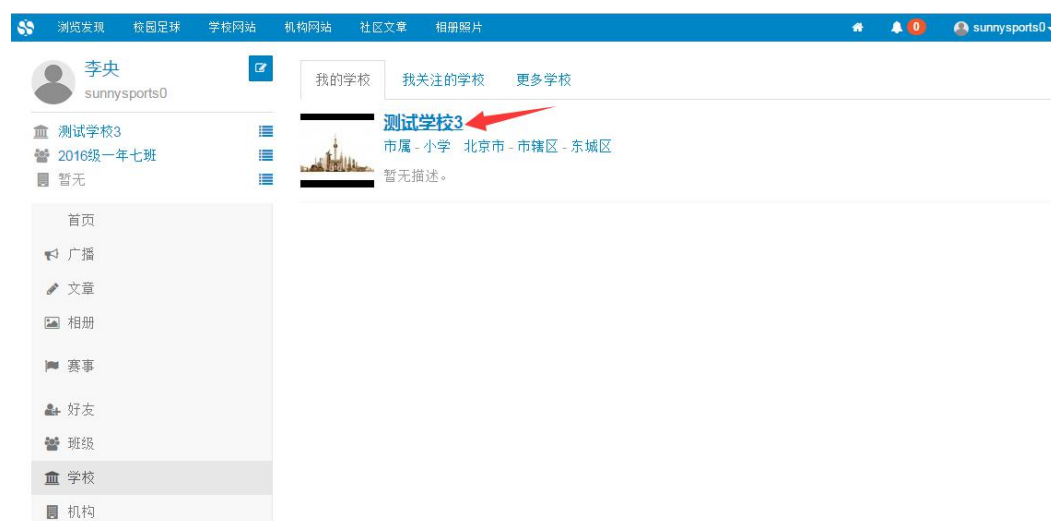 浏览发现 校园足球 学校网站 机构网站 社区文章 相册照片 0 sunnysports0
李央
sunnysports0
测试学校3
2016级一年七班
暂无
首页
广播
文章
相册
赛事
好友
班级
学校
机构
我的学校 我关注的学校 更多学校
测试学校3
市属 - 小学 北京市 - 市辖区 - 东城区
暂无描述。